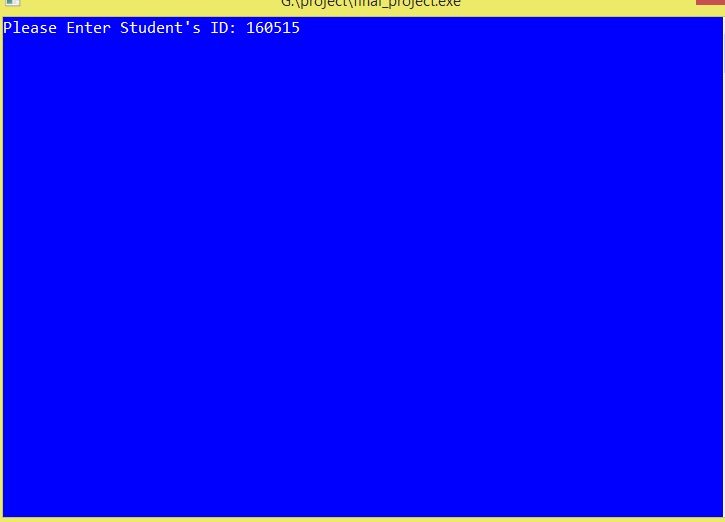 G:\project\final_project.exe
Please Enter Student's ID: 160515